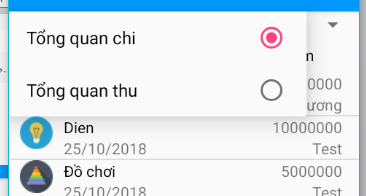 Tổng quan chi
Tổng quan thu
Dien 10000000
25/10/2018 Test
Đồ chơi 5000000
25/10/2018 Test